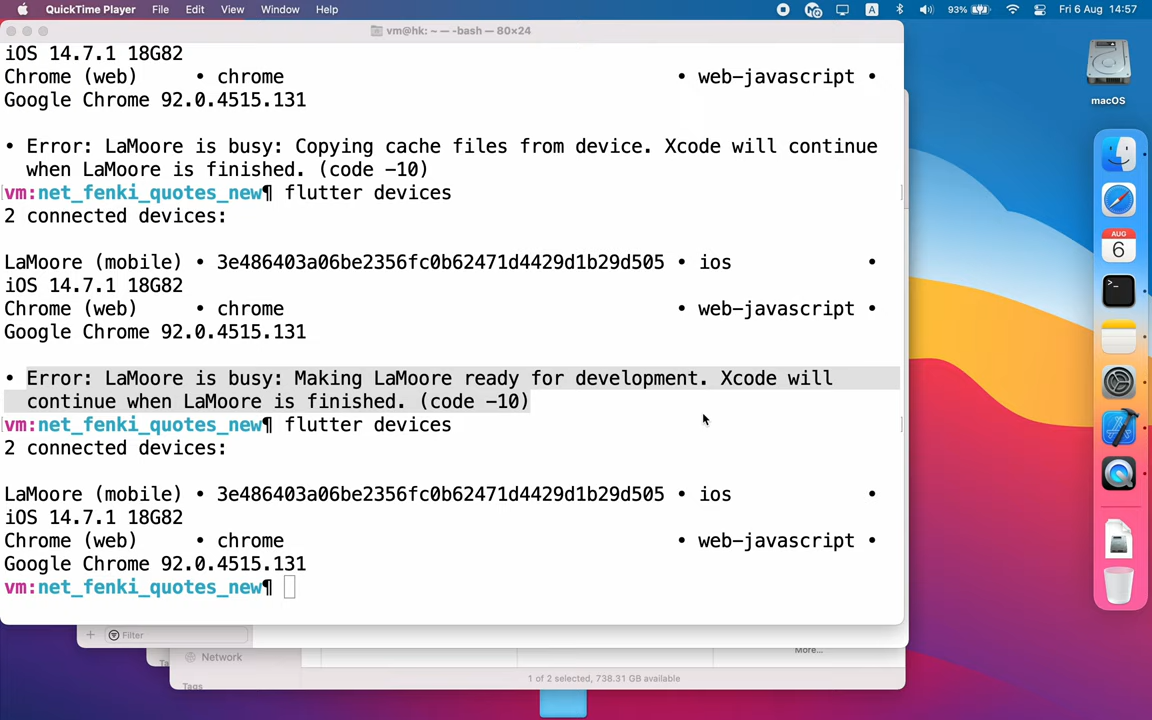 QuickTime Player File Edit View Window Help 93% Fri 6 Aug 14:57
vm@hk: ~ — -bash — 80×24
iOS 14.7.1 18G82
Chrome (web) • chrome • web-javascript •
Google Chrome 92.0.4515.131
• Error: LaMoore is busy: Copying cache files from device. Xcode will continue
when LaMoore is finished. (code -10)
vm:net_fenki_quotes_new¶ flutter devices
2 connected devices:
LaMoore (mobile) • 3e486403a06be2356fc0b62471d4429d1b29d505 • ios •
iOS 14.7.1 18G82
Chrome (web) • chrome • web-javascript •
Google Chrome 92.0.4515.131
• Error: LaMoore is busy: Making LaMoore ready for development. Xcode will
continue when LaMoore is finished. (code -10)
vm:net_fenki_quotes_new¶ flutter devices
2 connected devices:
LaMoore (mobile) • 3e486403a06be2356fc0b62471d4429d1b29d505 • ios •
iOS 14.7.1 18G82
Chrome (web) • chrome • web-javascript •
Google Chrome 92.0.4515.131
vm:net_fenki_quotes_new¶
Filter
Network
More...
Ta
1 of 2 selected, 738.31 GB available
Tags
macOS
AUG
6
A